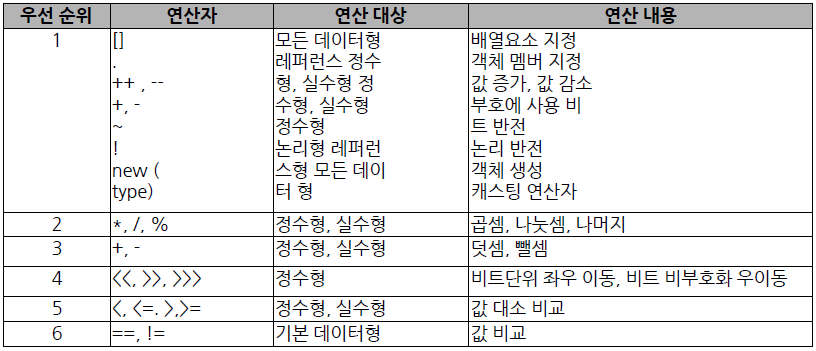 우선 순위 연산자 연산 대상 연산 내용
1 [] 모든 데이터형 배열요소 지정
. 레퍼런스 정수 객체 멤버 지정
++ , -- 형, 실수형 정 값 증가, 값 감소
+, - 수형, 실수형 부호에 사용 비
~ 정수형 트 반전
! 논리형 레퍼런 논리 반전
new ( 스형 모든 데이 객체 생성
type) 터 형 캐스팅 연산자
2 *, /, % 정수형, 실수형 곱셈, 나눗셈, 나머지
3 +, - 정수형, 실수형 덧셈, 뺄셈
4 <<, >>, >>> 정수형 비트단위 좌우 이동, 비트 비부호화 우이동
5 <, <=. >,>= 정수형, 실수형 값 대소 비교
6 ==, != 기본 데이터형 값 비교